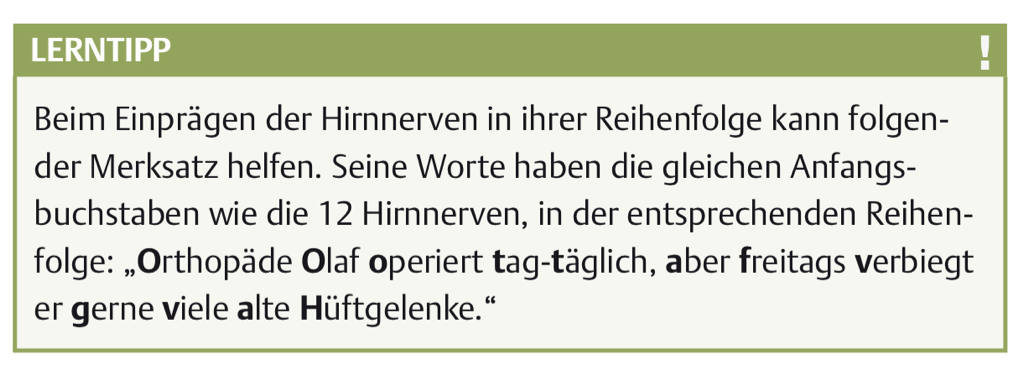 LERNTIPP !
Beim Einprägen der Hirnnerven in ihrer Reihenfolge kann folgen-
der Merksatz helfen. Seine Worte haben die gleichen Anfangs-
buchstaben wie die 12 Hirnnerven, in der entsprechenden Reihen-
folge: „Orthopäde Olaf operiert tag-täglich, aber freitags verbiegt
er gerne viele alte Hüftgelenke.“